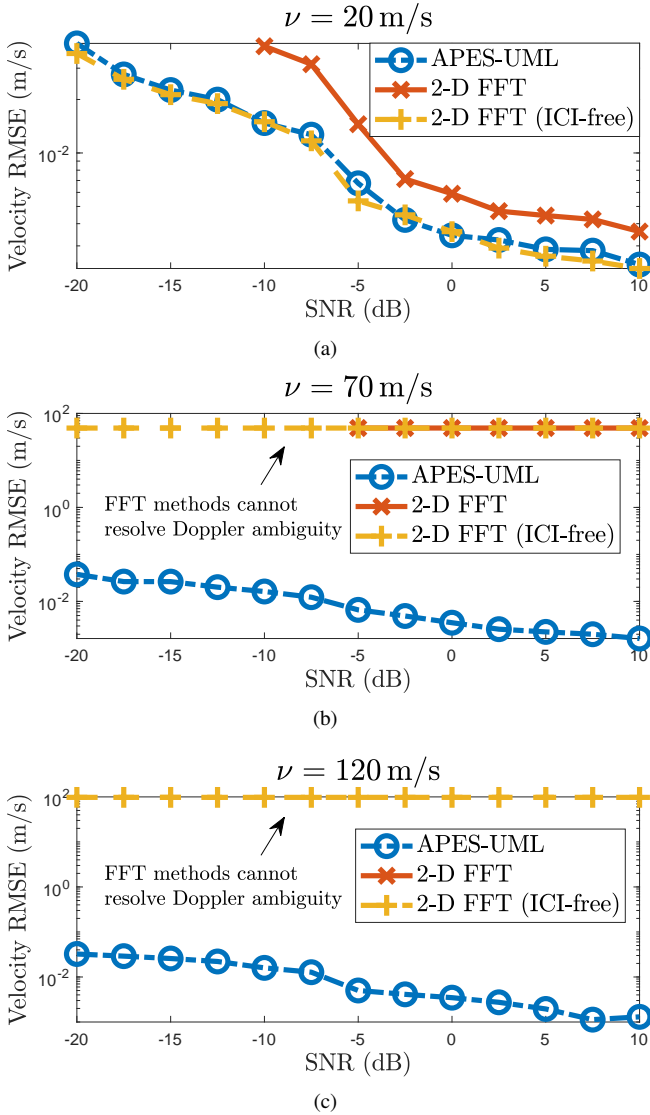 ν = 20 m/s
Velocity RMSE (m/s)
10^-2
APES-UML
2-D FFT
2-D FFT (ICI-free)
-20 -15 -10 -5 0 5 10
SNR (dB)
(a)
ν = 70 m/s
Velocity RMSE (m/s)
10^2
10^0
10^-2
FFT methods cannot
resolve Doppler ambiguity
APES-UML
2-D FFT
2-D FFT (ICI-free)
-20 -15 -10 -5 0 5 10
SNR (dB)
(b)
ν = 120 m/s
Velocity RMSE (m/s)
10^2
10^0
10^-2
FFT methods cannot
resolve Doppler ambiguity
APES-UML
2-D FFT
2-D FFT (ICI-free)
-20 -15 -10 -5 0 5 10
SNR (dB)
(c)